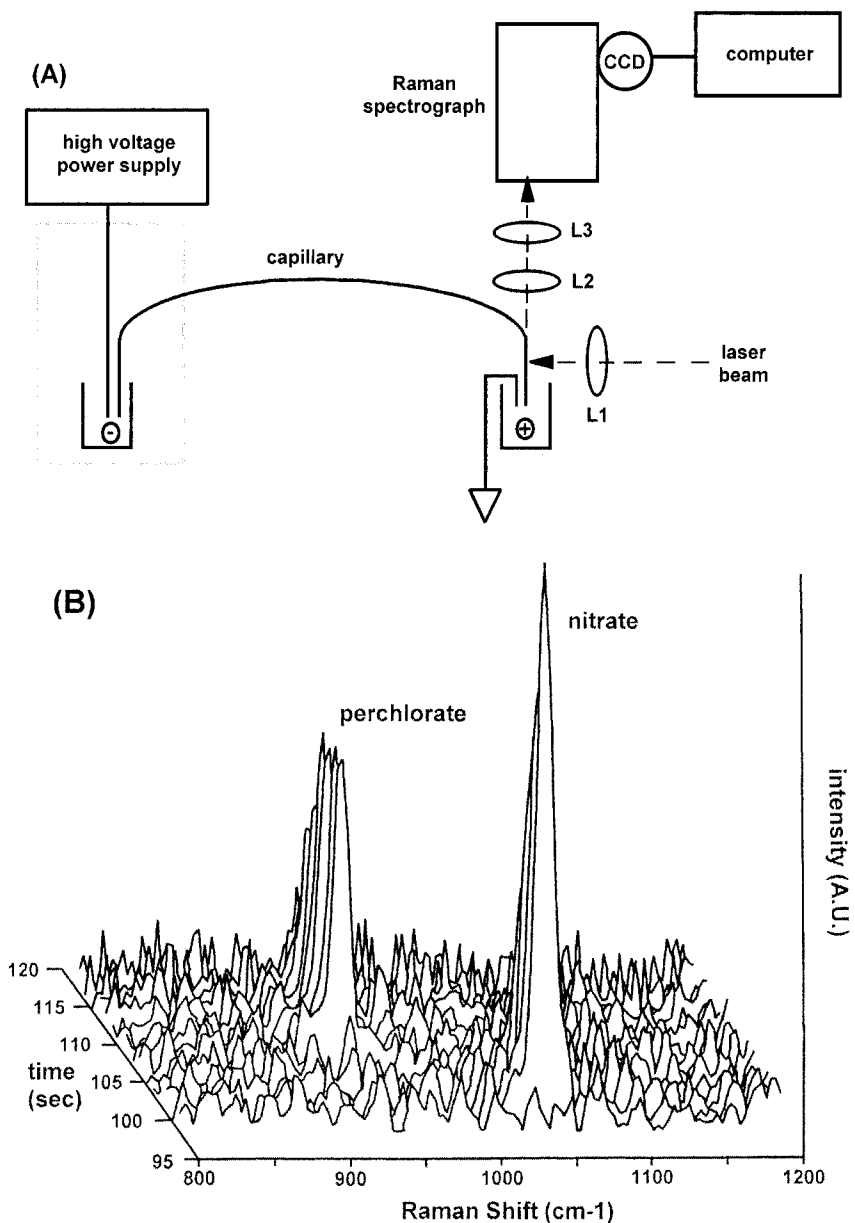 (A)
high voltage
power supply
capillary
Raman
spectrograph
CCD
computer
L3
L2
L1
laser
beam
-
+
(B)
perchlorate
nitrate
intensity (A.U.)
120
115
110
105
100
95
time
(sec)
800
900
1000
1100
1200
Raman Shift (cm-1)